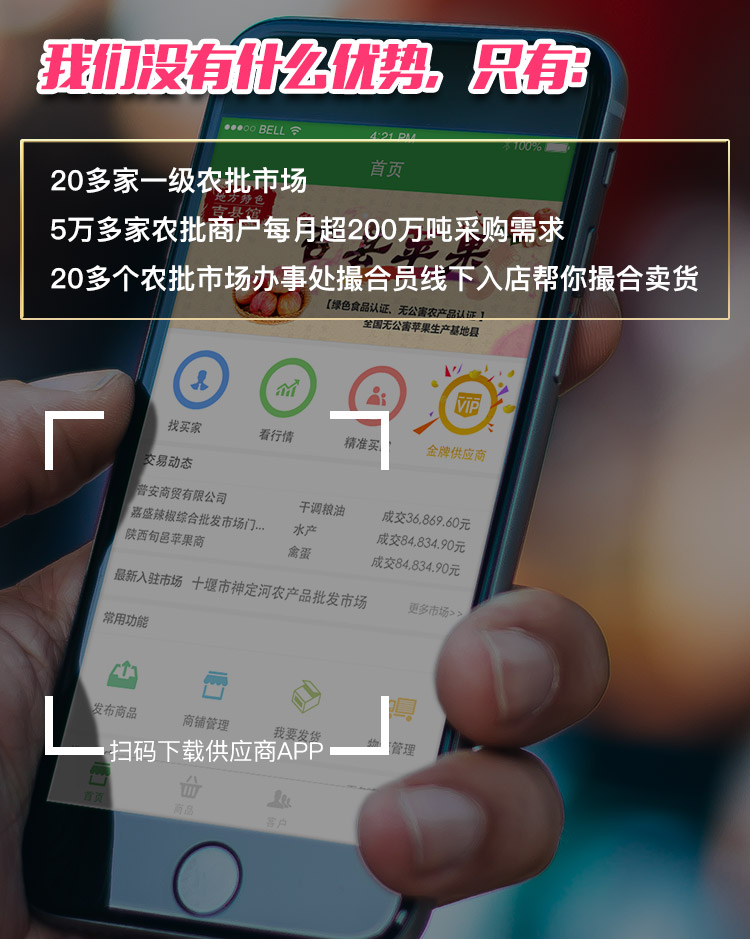 我们没有什么优势,只有:
●●●○○ BELL 4:21 PM 100%
首页
20多家一级农批市场
地方特色
吉县馆
5万多家农批商户每月超200万吨采购需求
吉县苹果
20多个农批市场办事处撮合员线下入店帮你撮合卖货
【绿色食品认证、无公害农产品认证】
全国无公害苹果生产基地县
VIP
找买家 看行情 精准买 金牌供应商
交易动态
普安商贸有限公司 干调粮油 成交36,869.60元
嘉盛辣椒综合批发市场门... 水产 成交84,834.90元
陕西旬邑苹果商 禽蛋 成交84,834.90元
最新入驻市场 十堰市神定河农产品批发市场 更多市场>>
常用功能
发布商品 商铺管理 我要发货 物 管理
扫码下载供应商APP
首页 商品 客户